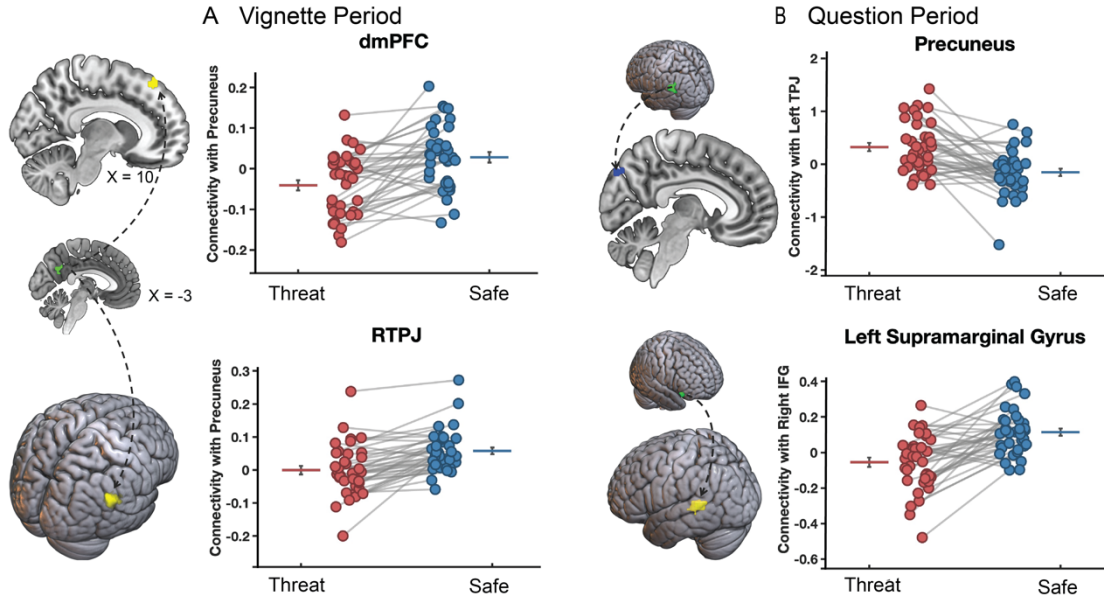 A Vignette Period
dmPFC
Connectivity with Precuneus
0.2
0.1
0
-0.1
-0.2
Threat
Safe
X = 10
X = -3
RTPJ
Connectivity with Precuneus
0.3
0.2
0.1
0
-0.1
-0.2
Threat
Safe
B Question Period
Precuneus
Connectivity with Left TPJ
2
1
0
-1
-2
Threat
Safe
Left Supramarginal Gyrus
Connectivity with Right IFG
0.4
0.2
0
-0.2
-0.4
-0.6
Threat
Safe